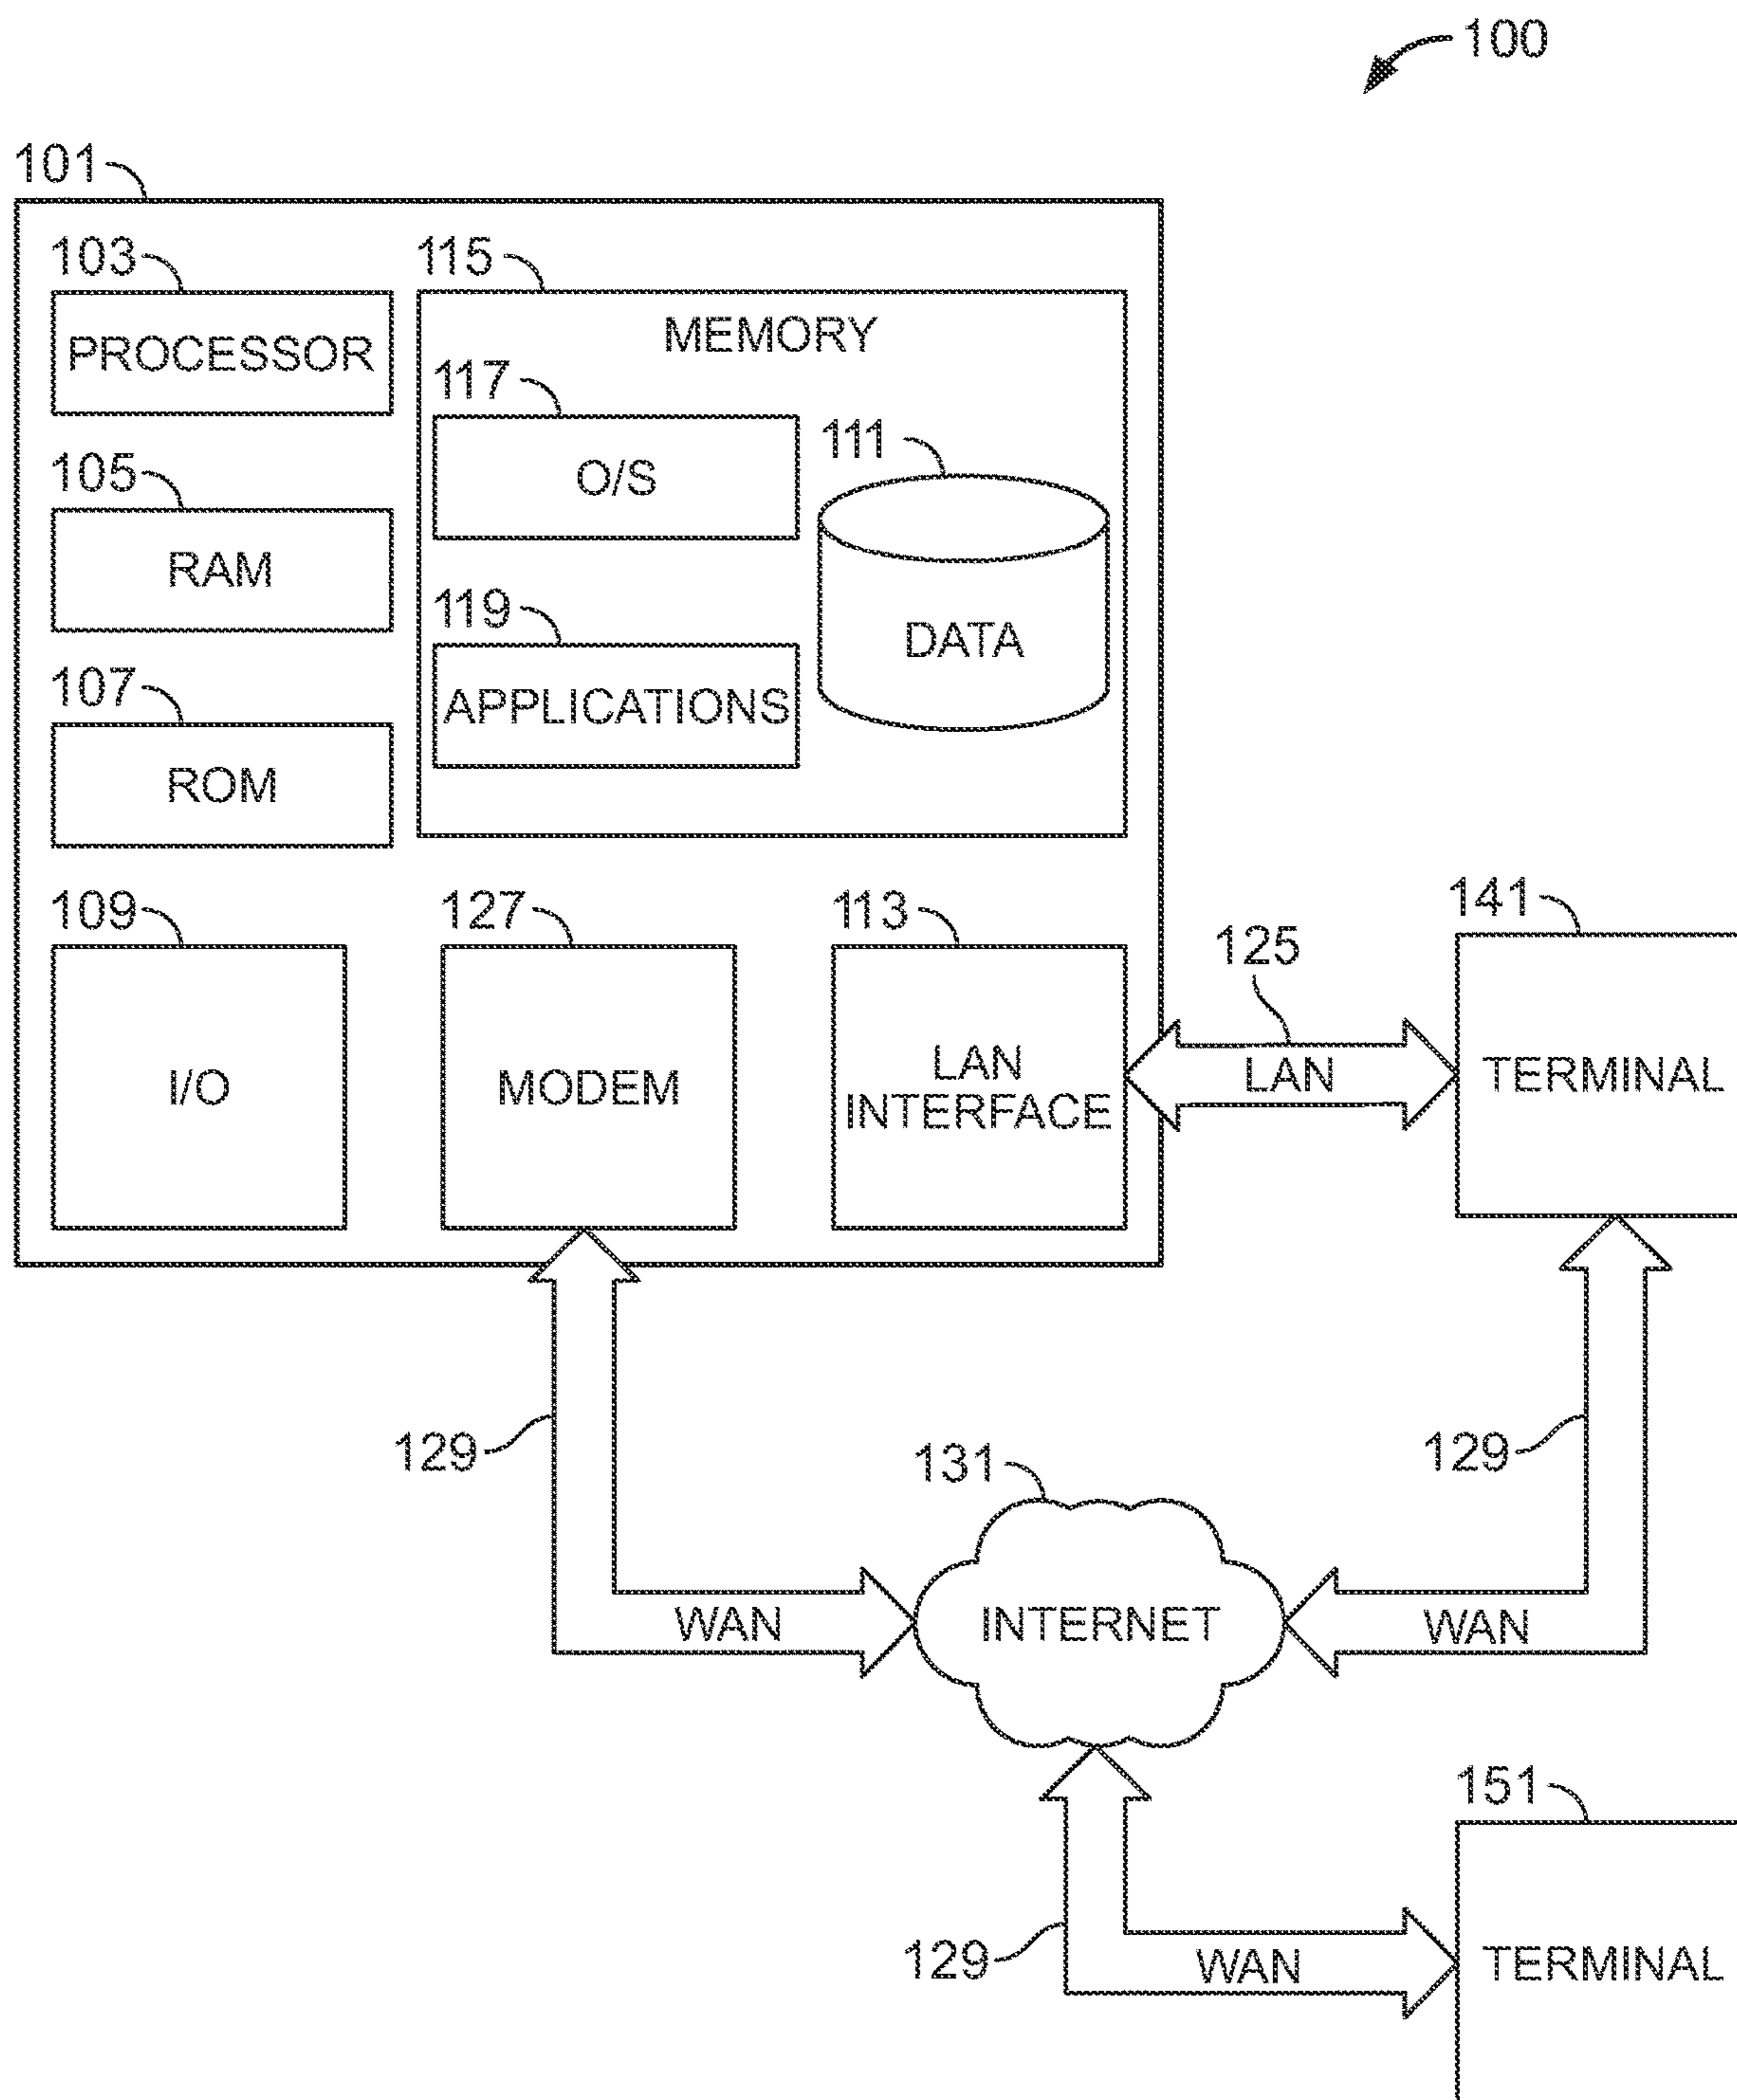 100
101
103
PROCESSOR
105
RAM
107
ROM
115
MEMORY
117
O/S
111
DATA
119
APPLICATIONS
109
I/O
127
MODEM
113
LAN
INTERFACE
125
LAN
141
TERMINAL
129
WAN
131
INTERNET
129
WAN
129
WAN
151
TERMINAL